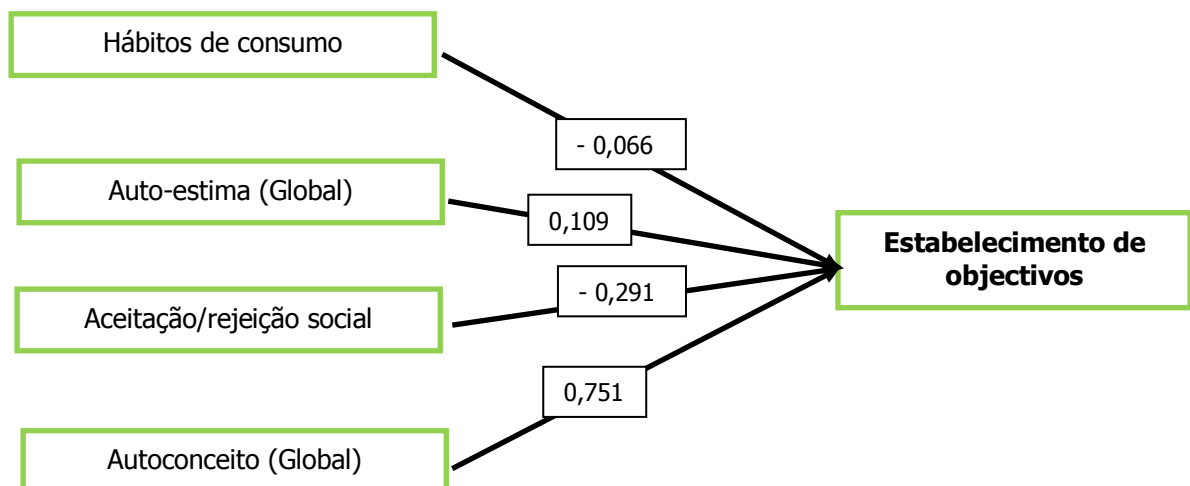 Hábitos de consumo
- 0,066
Auto-estima (Global)
0,109
Estabelecimento de
objectivos
- 0,291
Aceitação/rejeição social
0,751
Autoconceito (Global)